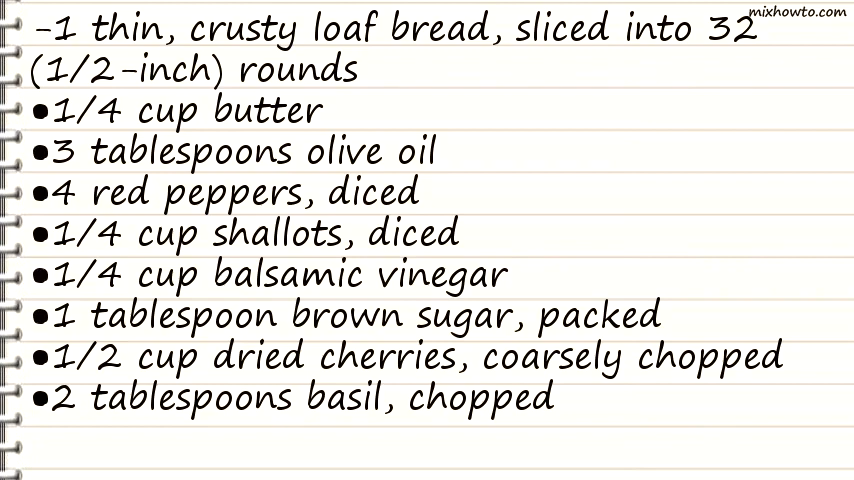 mixhowto.com
-1 thin, crusty loaf bread, sliced into 32
(1/2-inch) rounds
●1/4 cup butter
●3 tablespoons olive oil
●4 red peppers, diced
●1/4 cup shallots, diced
●1/4 cup balsamic vinegar
●1 tablespoon brown sugar, packed
●1/2 cup dried cherries, coarsely chopped
●2 tablespoons basil, chopped